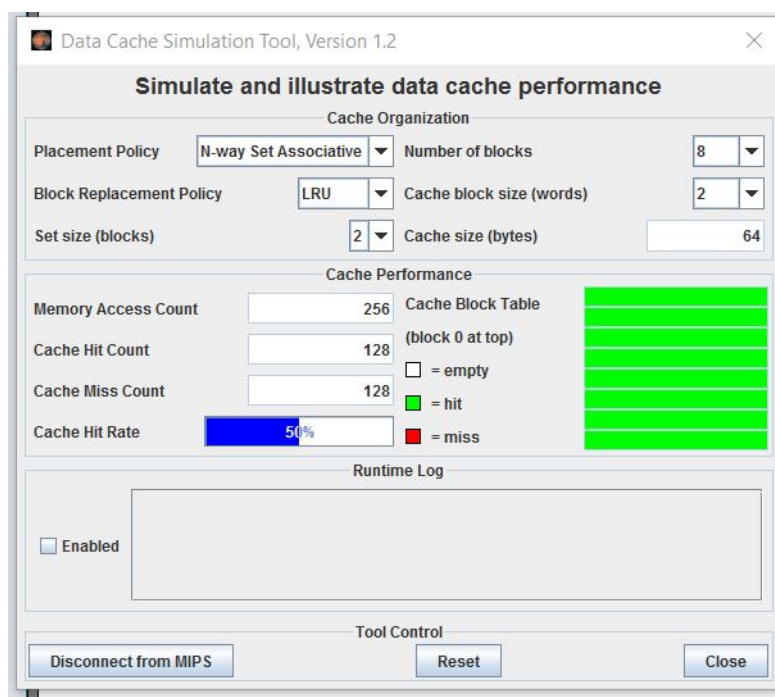 Data Cache Simulation Tool, Version 1.2
Simulate and illustrate data cache performance
Cache Organization
Placement Policy N-way Set Associative Number of blocks 8
Block Replacement Policy LRU Cache block size (words) 2
Set size (blocks) 2 Cache size (bytes) 64
Cache Performance
Memory Access Count 256 Cache Block Table
(block 0 at top)
Cache Hit Count 128
= empty
Cache Miss Count 128
= hit
Cache Hit Rate 50%
= miss
Runtime Log
Enabled
Tool Control
Disconnect from MIPS Reset Close